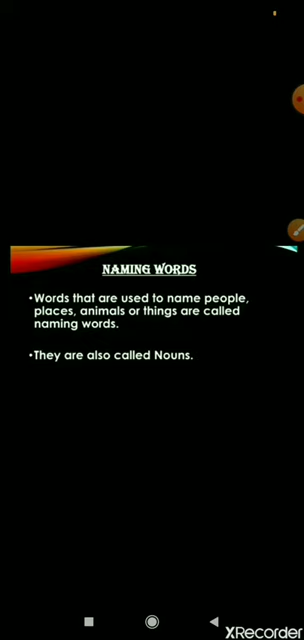 NAMING WORDS
•Words that are used to name people,
places, animals or things are called
naming words.
•They are also called Nouns.
XRecorder